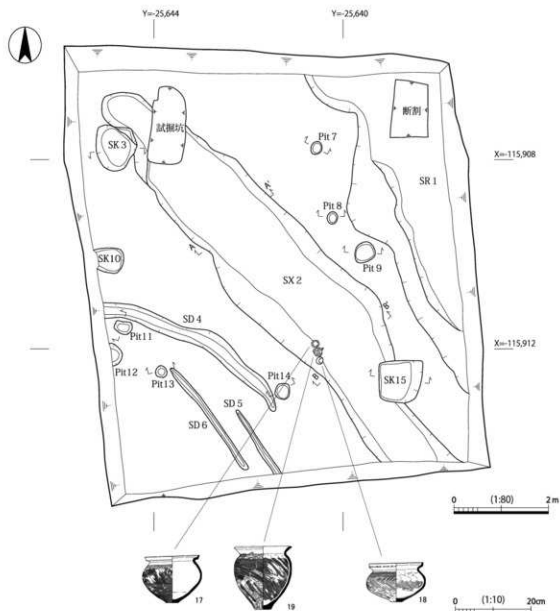 Y=-25,644
Y=-25,640
試掘坑
断割
SK3
Pit 7
X=-115,908
SR 1
Pit 8
A'
A
Pit 9
SK10
SX 2
SD 4
B'
Pit11
X=-115,912
Pit12
Pit13
B
Pit14
SK15
SD 5
SD 6
0 (1:80) 2 m
17
19
18
0 (1:10) 20cm